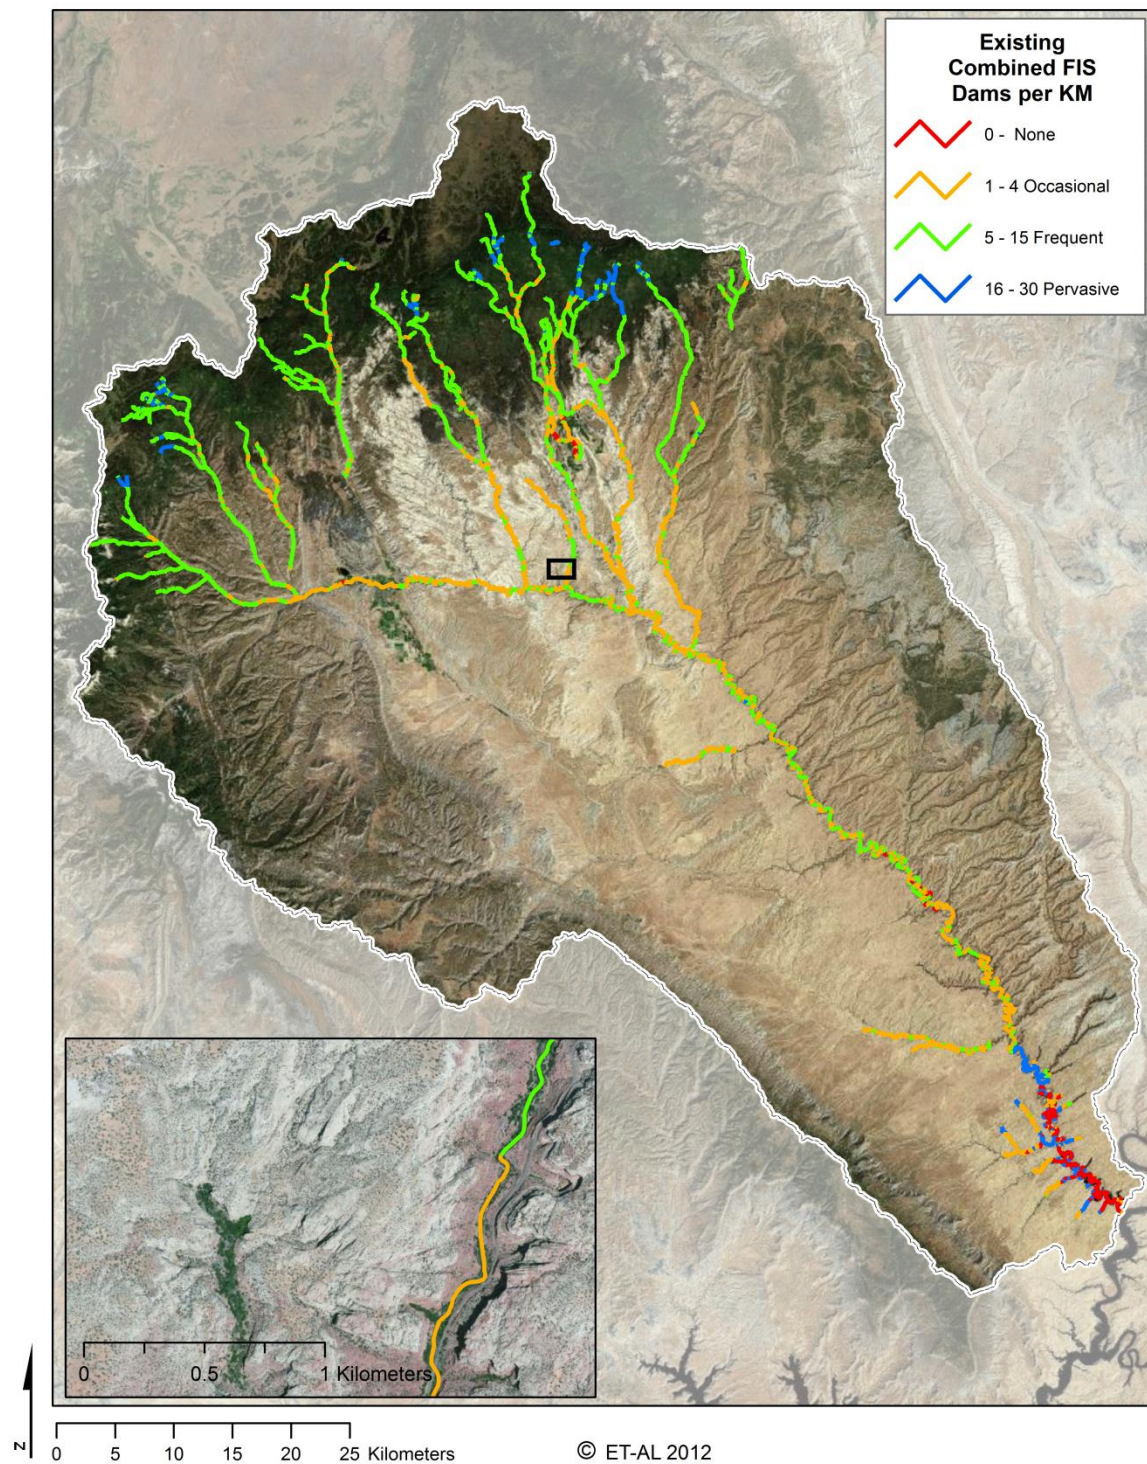 Existing
Combined FIS
Dams per KM
0 - None
1 - 4 Occasional
5 - 15 Frequent
16 - 30 Pervasive
0 0.5 1 Kilometers
N
0 5 10 15 20 25 Kilometers
© ET-AL 2012